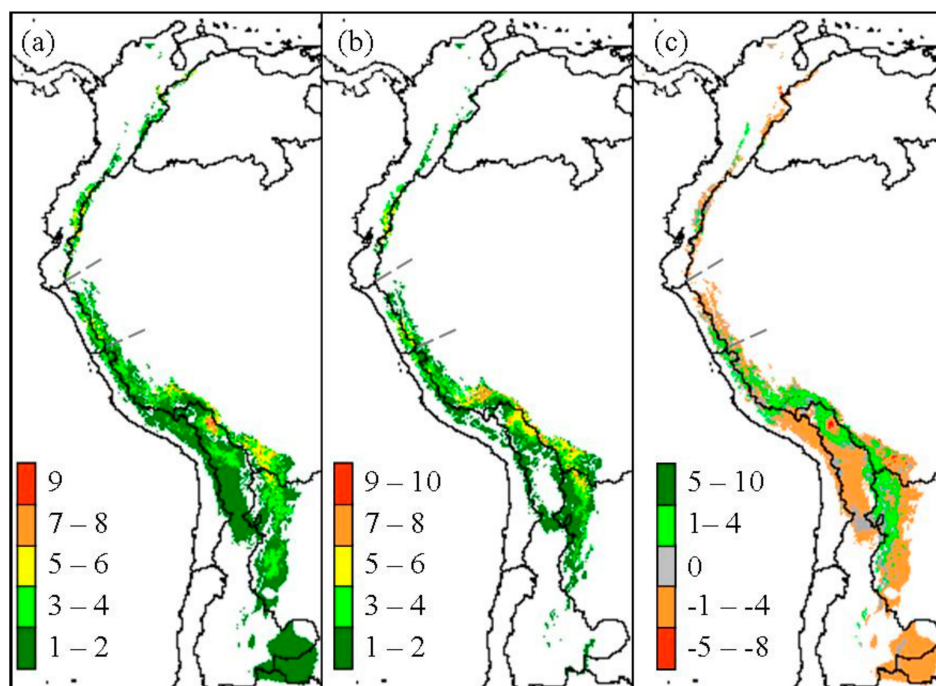 (a)
(b)
(c)
9
7 – 8
5 – 6
3 – 4
1 – 2
9 – 10
7 – 8
5 – 6
3 – 4
1 – 2
5 – 10
1– 4
0
-1 – -4
-5 – -8